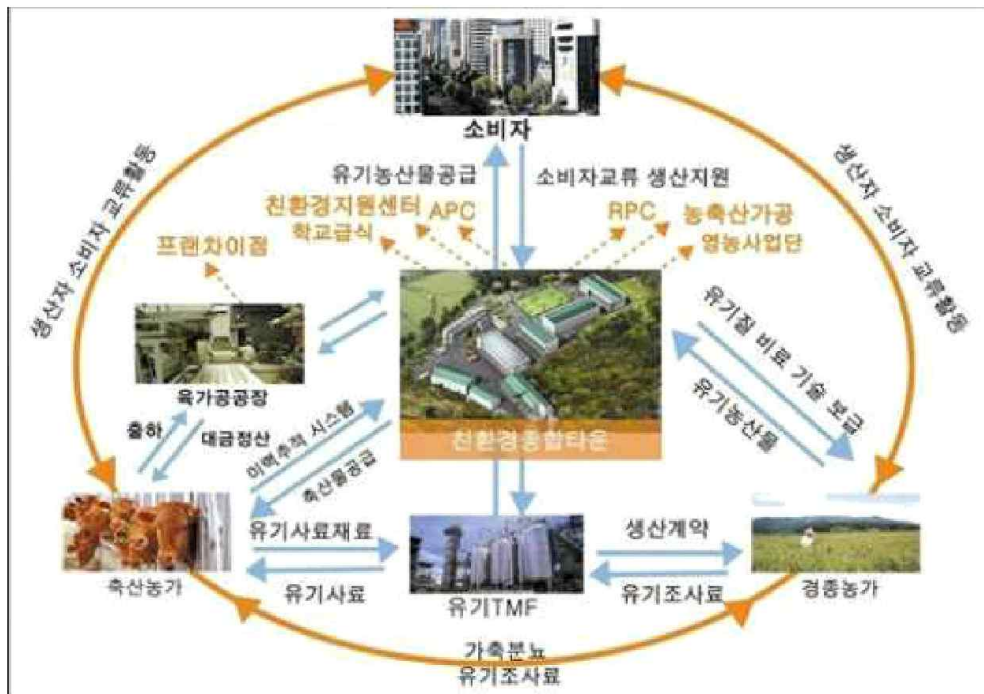 소비자
유기농산물공급
소비자교류 생산지원
친환경지원센터
APC
학교급식
RPC
농축산가공
영농사업단
프랜차이점
생산자 소비자 교류활동
생산자 소비자 교류활동
육가공공장
출하
대금정산
이력추적 시스템
축산물공급
친환경종합타운
유기질 비료 기술 보급
유기농산물
유기사료재료
유기사료
축산농가
유기TMF
생산계약
유기조사료
경종농가
가축분뇨
유기조사료